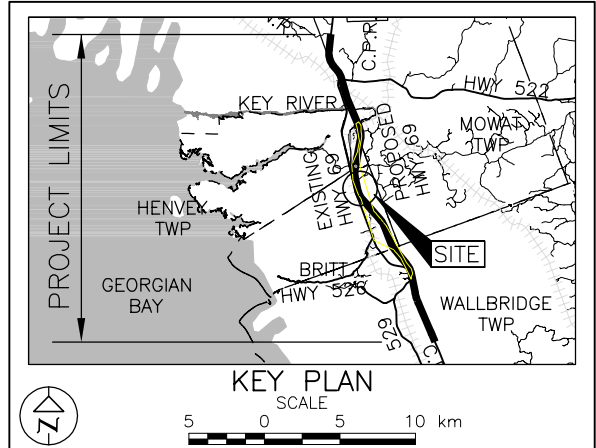 C.P.R
HWY 522
KEY RIVER
PROJECT LIMITS
MOWAT
TWP
EXISTING
HWY 69
PROPOSED
HWY 69
HENVEY
TWP
SITE
BRITT
HWY 526
GEORGIAN
BAY
WALLBRIDGE
TWP
529
KEY PLAN
SCALE
5 0 5 10 km
N